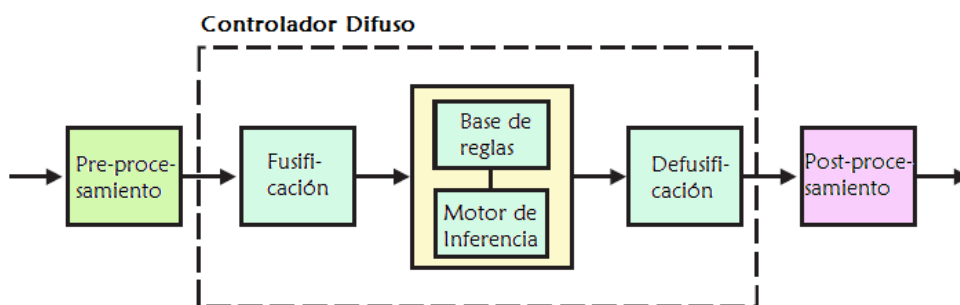 Controlador Difuso
Pre-proce-
samiento
Fusifi-
cación
Base de
reglas
Motor de
Inferencia
Defusifi-
cación
Post-proce-
samiento